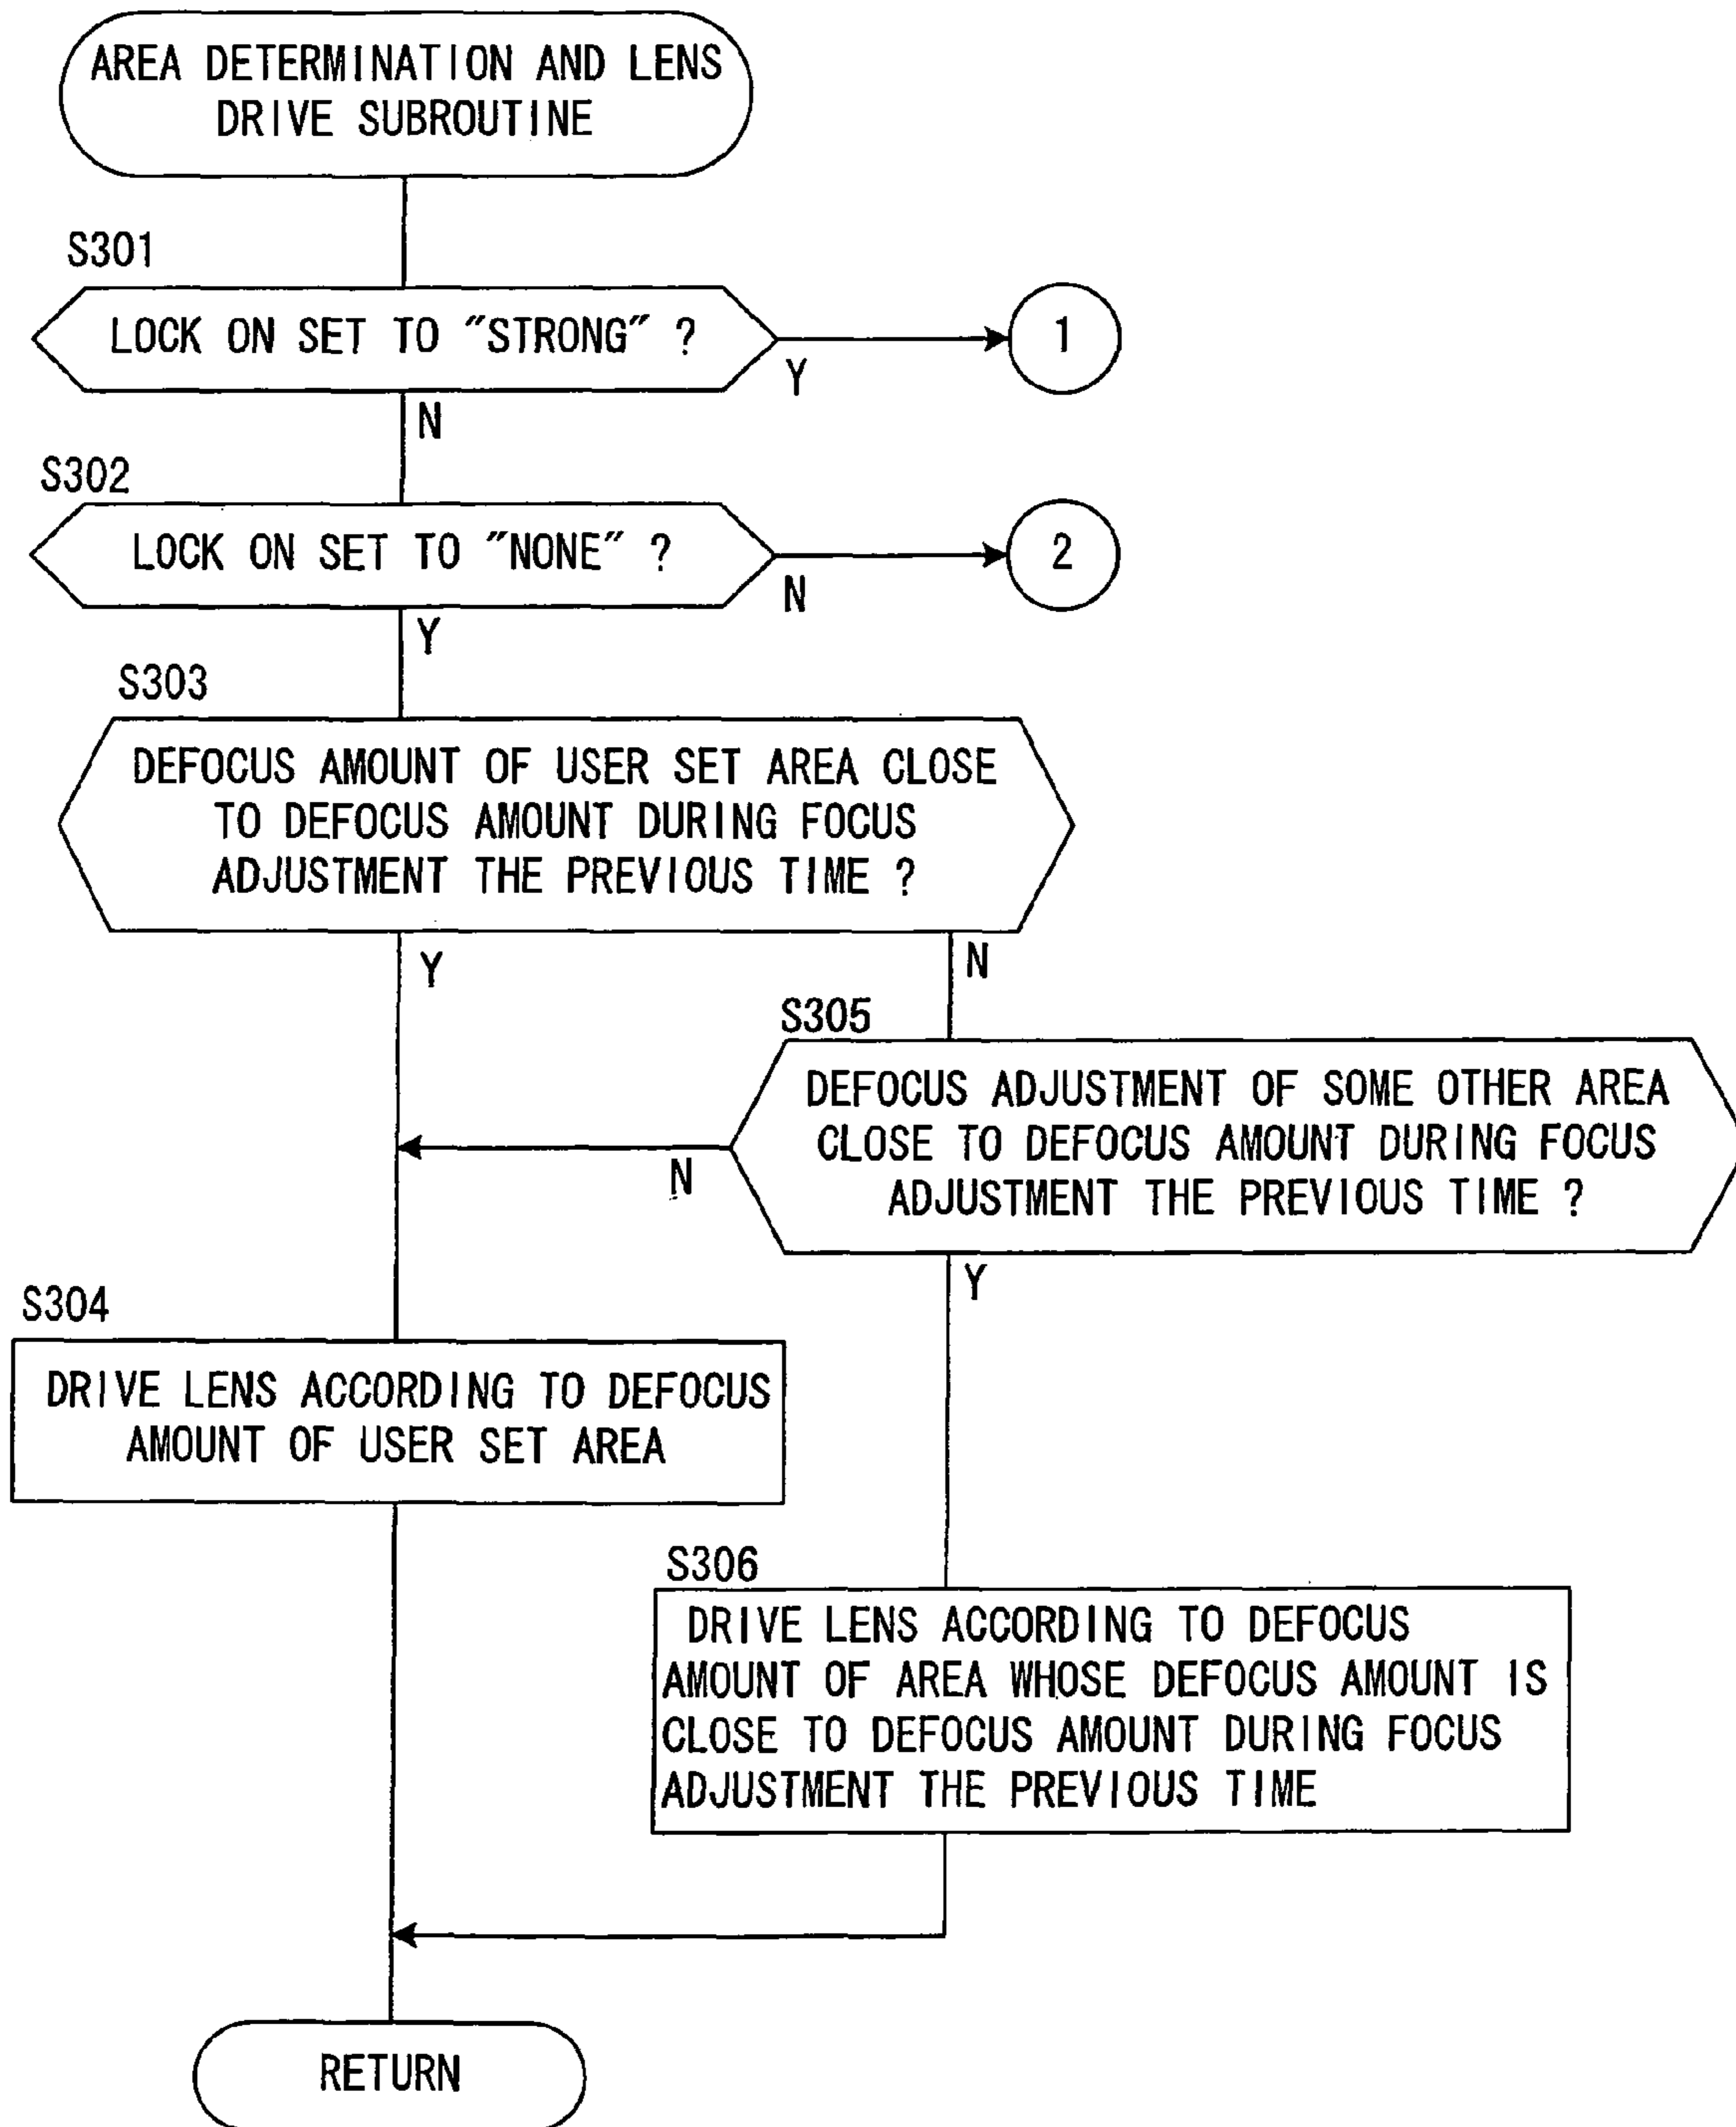 AREA DETERMINATION AND LENS
DRIVE SUBROUTINE
S301
LOCK ON SET TO "STRONG" ?
Y
1
N
S302
LOCK ON SET TO "NONE" ?
N
2
Y
S303
DEFOCUS AMOUNT OF USER SET AREA CLOSE
TO DEFOCUS AMOUNT DURING FOCUS
ADJUSTMENT THE PREVIOUS TIME ?
Y
N
S305
DEFOCUS ADJUSTMENT OF SOME OTHER AREA
CLOSE TO DEFOCUS AMOUNT DURING FOCUS
ADJUSTMENT THE PREVIOUS TIME ?
N
Y
S304
DRIVE LENS ACCORDING TO DEFOCUS
AMOUNT OF USER SET AREA
S306
DRIVE LENS ACCORDING TO DEFOCUS
AMOUNT OF AREA WHOSE DEFOCUS AMOUNT IS
CLOSE TO DEFOCUS AMOUNT DURING FOCUS
ADJUSTMENT THE PREVIOUS TIME
RETURN